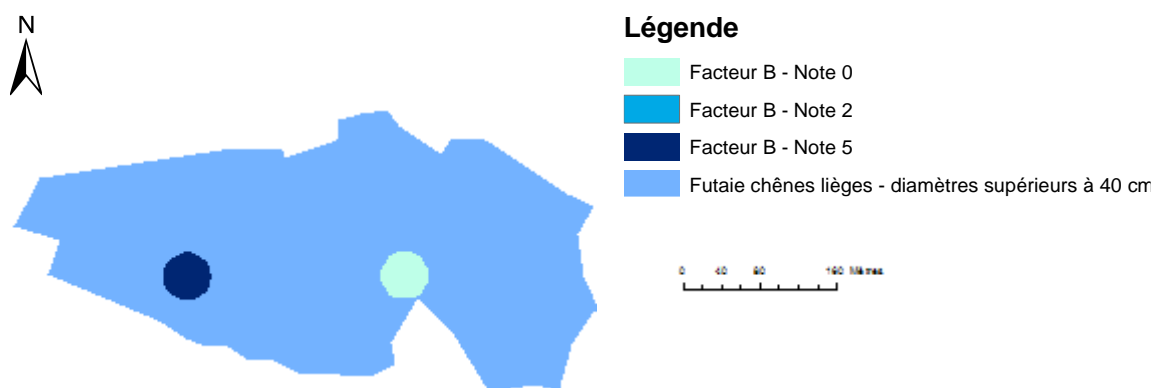 N
Légende
Facteur B - Note 0
Facteur B - Note 2
Facteur B - Note 5
Futaie chênes lièges - diamètres supérieurs à 40 cm
0 40 80 160 Mètres